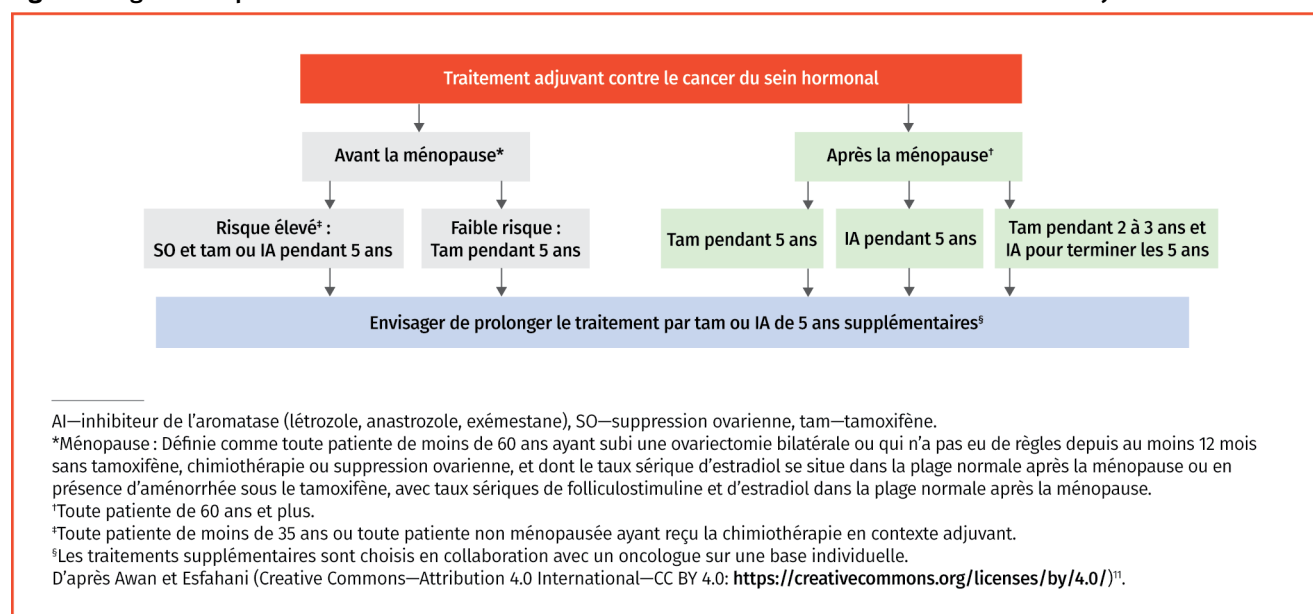 Traitement adjuvant contre le cancer du sein hormonal
Avant la ménopause*
Après la ménopause†
Risque élevé‡ :
SO et tam ou IA pendant 5 ans
Faible risque :
Tam pendant 5 ans
Tam pendant 5 ans
IA pendant 5 ans
Tam pendant 2 à 3 ans et
IA pour terminer les 5 ans
Envisager de prolonger le traitement par tam ou IA de 5 ans supplémentaires§
AI—inhibiteur de l’aromatase (létrozole, anastrozole, exémestane), SO—suppression ovarienne, tam—tamoxifène.
*Ménopause : Définie comme toute patiente de moins de 60 ans ayant subi une ovariectomie bilatérale ou qui n’a pas eu de règles depuis au moins 12 mois
sans tamoxifène, chimiothérapie ou suppression ovarienne, et dont le taux sérique d’estradiol se situe dans la plage normale après la ménopause ou en
présence d’aménorrhée sous le tamoxifène, avec taux sériques de folliculostimuline et d’estradiol dans la plage normale après la ménopause.
†Toute patiente de 60 ans et plus.
‡Toute patiente de moins de 35 ans ou toute patiente non ménopausée ayant reçu la chimiothérapie en contexte adjuvant.
§Les traitements supplémentaires sont choisis en collaboration avec un oncologue sur une base individuelle.
D’après Awan et Esfahani (Creative Commons—Attribution 4.0 International—CC BY 4.0: https://creativecommons.org/licenses/by/4.0/)11.